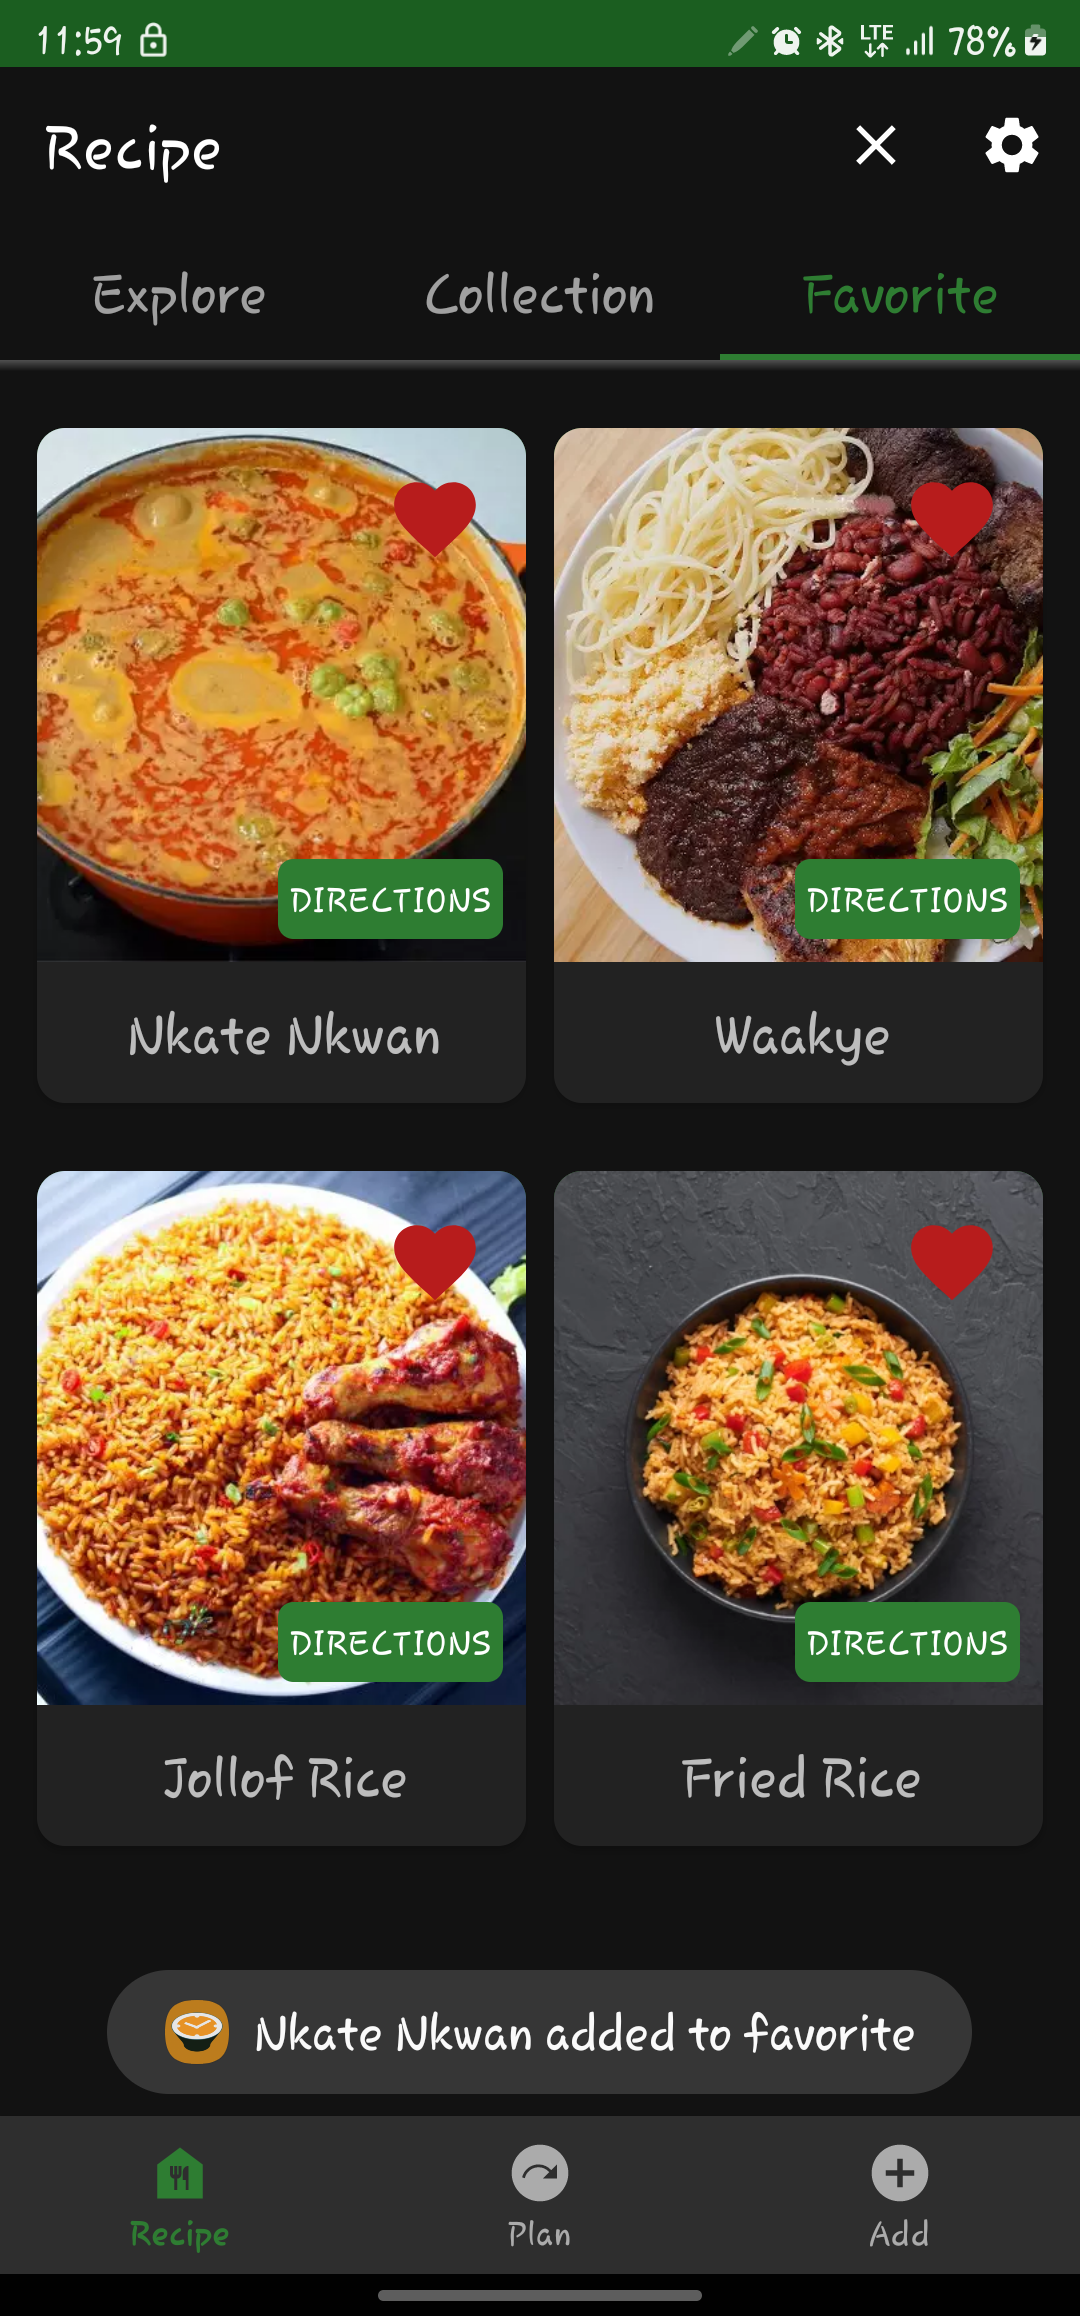 11:59 LTE 78%
Recipe
Explore Collection Favorite
DIRECTIONS DIRECTIONS
Nkate Nkwan Waakye
DIRECTIONS DIRECTIONS
Jollof Rice Fried Rice
Nkate Nkwan added to favorite
Recipe Plan Add